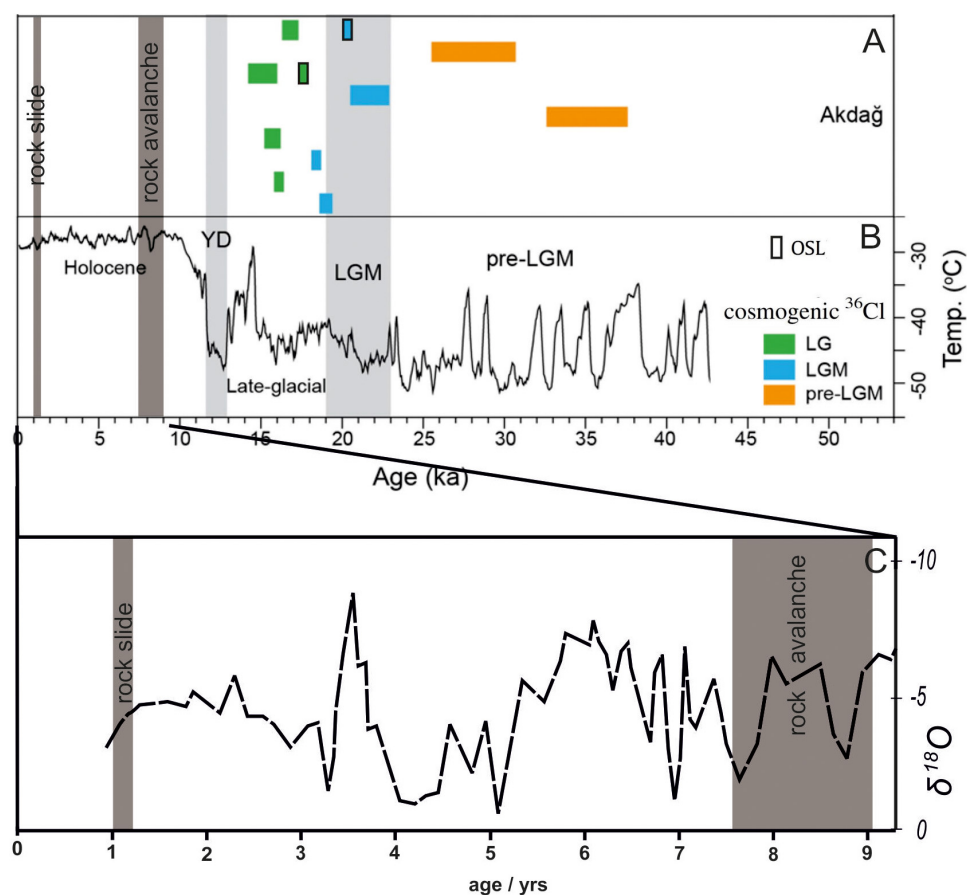 A
rock slide
rock avalanche
Akdağ
B
YD
OSL
-30
Holocene
LGM
pre-LGM
cosmogenic ³⁶Cl
-40
Temp. (ºC)
LG
LGM
Late-glacial
-50
pre-LGM
0 5 10 15 20 25 30 35 40 45 50
Age (ka)
C
-10
rock slide
rock avalanche
-5
δ¹⁸O
0
0 1 2 3 4 5 6 7 8 9
age / yrs